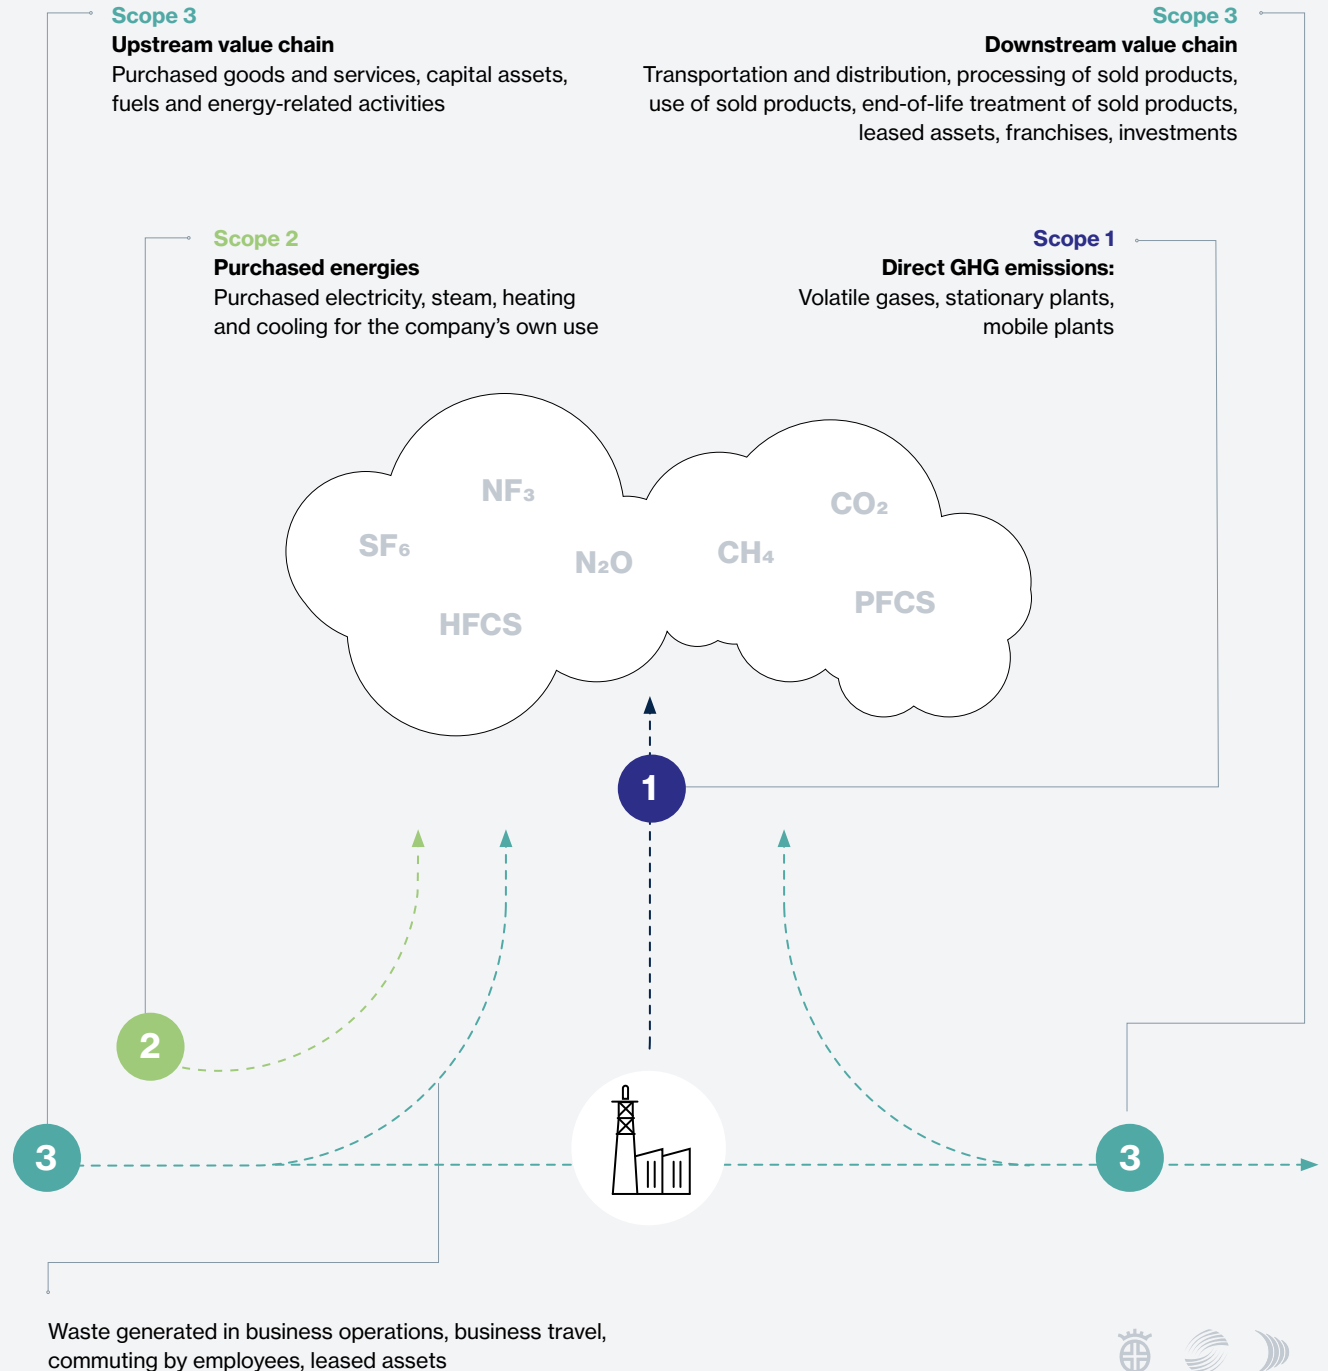 Scope 3
Upstream value chain
Purchased goods and services, capital assets,
fuels and energy-related activities
Scope 3
Downstream value chain
Transportation and distribution, processing of sold products,
use of sold products, end-of-life treatment of sold products,
leased assets, franchises, investments
Scope 2
Purchased energies
Purchased electricity, steam, heating
and cooling for the company’s own use
Scope 1
Direct GHG emissions:
Volatile gases, stationary plants,
mobile plants
NF₃
CO₂
SF₆
N₂O
CH₄
PFCS
HFCS
1
2
3
3
Waste generated in business operations, business travel,
commuting by employees, leased assets